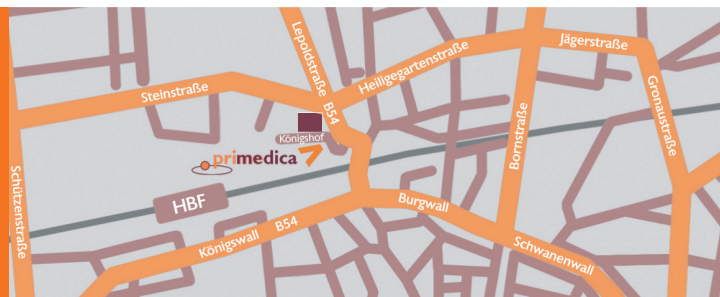 Jägerstraße
Lepoldstraße
B54
Heiligegartenstraße
Steinstraße
Gronaustraße
Königshof
primedica
Bornstraße
Schützenstraße
HBF
Burgwall
Königswall B54
Schwanenwall